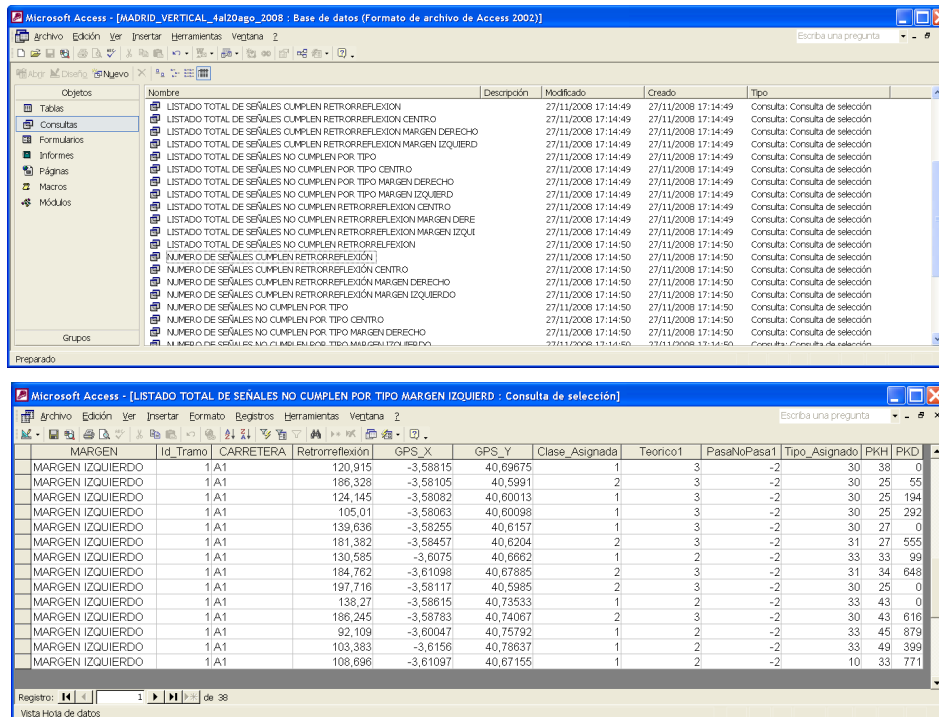 Microsoft Access - [MADRID_VERTICAL_4al20ago_2008 : Base de datos (Formato de archivo de Access 2002)]
Archivo Edición Ver Insertar Herramientas Ventana ? Escriba una pregunta
Abrir Diseño Nuevo
Objetos Nombre Descripción Modificado Creado Tipo
Tablas
Consultas
Formularios
Informes
Páginas
Macros
Módulos
Grupos
LISTADO TOTAL DE SEÑALES CUMPLEN RETRORREFLEXION 27/11/2008 17:14:49 27/11/2008 17:14:49 Consulta: Consulta de selección
LISTADO TOTAL DE SEÑALES CUMPLEN RETRORREFLEXION CENTRO 27/11/2008 17:14:49 27/11/2008 17:14:49 Consulta: Consulta de selección
LISTADO TOTAL DE SEÑALES CUMPLEN RETRORREFLEXION MARGEN DERECHO 27/11/2008 17:14:49 27/11/2008 17:14:49 Consulta: Consulta de selección
LISTADO TOTAL DE SEÑALES CUMPLEN RETRORREFLEXION MARGEN IZQUIERD 27/11/2008 17:14:49 27/11/2008 17:14:49 Consulta: Consulta de selección
LISTADO TOTAL DE SEÑALES NO CUMPLEN POR TIPO 27/11/2008 17:14:49 27/11/2008 17:14:49 Consulta: Consulta de selección
LISTADO TOTAL DE SEÑALES NO CUMPLEN POR TIPO CENTRO 27/11/2008 17:14:49 27/11/2008 17:14:49 Consulta: Consulta de selección
LISTADO TOTAL DE SEÑALES NO CUMPLEN POR TIPO MARGEN DERECHO 27/11/2008 17:14:49 27/11/2008 17:14:49 Consulta: Consulta de selección
LISTADO TOTAL DE SEÑALES NO CUMPLEN POR TIPO MARGEN IZQUIERD 27/11/2008 17:14:49 27/11/2008 17:14:49 Consulta: Consulta de selección
LISTADO TOTAL DE SEÑALES NO CUMPLEN RETRORREFLEXION CENTRO 27/11/2008 17:14:49 27/11/2008 17:14:49 Consulta: Consulta de selección
LISTADO TOTAL DE SEÑALES NO CUMPLEN RETRORREFLEXION MARGEN DERE 27/11/2008 17:14:49 27/11/2008 17:14:49 Consulta: Consulta de selección
LISTADO TOTAL DE SEÑALES NO CUMPLEN RETRORREFLEXION MARGEN IZQUI 27/11/2008 17:14:49 27/11/2008 17:14:49 Consulta: Consulta de selección
LISTADO TOTAL DE SEÑALES NO CUMPLEN RETRORRELFEXION 27/11/2008 17:14:50 27/11/2008 17:14:50 Consulta: Consulta de selección
NUMERO DE SEÑALES CUMPLEN RETRORREFLEXIÓN 27/11/2008 17:14:50 27/11/2008 17:14:50 Consulta: Consulta de selección
NUMERO DE SEÑALES CUMPLEN RETRORREFLEXIÓN CENTRO 27/11/2008 17:14:50 27/11/2008 17:14:50 Consulta: Consulta de selección
NUMERO DE SEÑALES CUMPLEN RETRORREFLEXIÓN MARGEN DERECHO 27/11/2008 17:14:50 27/11/2008 17:14:50 Consulta: Consulta de selección
NUMERO DE SEÑALES CUMPLEN RETRORREFLEXIÓN MARGEN IZQUIERDO 27/11/2008 17:14:50 27/11/2008 17:14:50 Consulta: Consulta de selección
NUMERO DE SEÑALES NO CUMPLEN POR TIPO 27/11/2008 17:14:50 27/11/2008 17:14:50 Consulta: Consulta de selección
NUMERO DE SEÑALES NO CUMPLEN POR TIPO CENTRO 27/11/2008 17:14:50 27/11/2008 17:14:50 Consulta: Consulta de selección
NUMERO DE SEÑALES NO CUMPLEN POR TIPO MARGEN DERECHO 27/11/2008 17:14:50 27/11/2008 17:14:50 Consulta: Consulta de selección
NUMERO DE SEÑALES NO CUMPLEN POR TIPO MARGEN IZQUIERDO 27/11/2008 17:14:50 27/11/2008 17:14:50 Consulta: Consulta de selección
Preparado
Microsoft Access - [LISTADO TOTAL DE SEÑALES NO CUMPLEN POR TIPO MARGEN IZQUIERD : Consulta de selección]
Archivo Edición Ver Insertar Formato Registros Herramientas Ventana ? Escriba una pregunta
MARGEN Id_Tramo CARRETERA Retrorreflexión GPS_X GPS_Y Clase_Asignada Teorico1 PasaNoPasa1 Tipo_Asignado PKH PKD
MARGEN IZQUIERDO 1 A1 120,915 -3,58815 40,69675 1 3 -2 30 38 0
MARGEN IZQUIERDO 1 A1 186,328 -3,58105 40,5991 2 3 -2 30 25 55
MARGEN IZQUIERDO 1 A1 124,145 -3,58082 40,60013 1 3 -2 30 25 194
MARGEN IZQUIERDO 1 A1 105,01 -3,58063 40,60098 1 3 -2 30 25 292
MARGEN IZQUIERDO 1 A1 139,636 -3,58255 40,6157 1 3 -2 30 27 0
MARGEN IZQUIERDO 1 A1 181,382 -3,58457 40,6204 2 3 -2 31 27 555
MARGEN IZQUIERDO 1 A1 130,585 -3,6075 40,6662 1 2 -2 33 33 99
MARGEN IZQUIERDO 1 A1 184,762 -3,61098 40,67885 2 3 -2 31 34 648
MARGEN IZQUIERDO 1 A1 197,716 -3,58117 40,5985 2 3 -2 30 25 0
MARGEN IZQUIERDO 1 A1 138,27 -3,58615 40,73533 1 2 -2 33 43 0
MARGEN IZQUIERDO 1 A1 186,245 -3,58783 40,74067 2 3 -2 30 43 616
MARGEN IZQUIERDO 1 A1 92,109 -3,60047 40,75792 1 2 -2 33 45 879
MARGEN IZQUIERDO 1 A1 103,383 -3,6156 40,78637 1 2 -2 33 49 399
MARGEN IZQUIERDO 1 A1 108,696 -3,61097 40,67155 1 2 -2 10 33 771
Registro: 1 de 38
Vista Hoja de datos